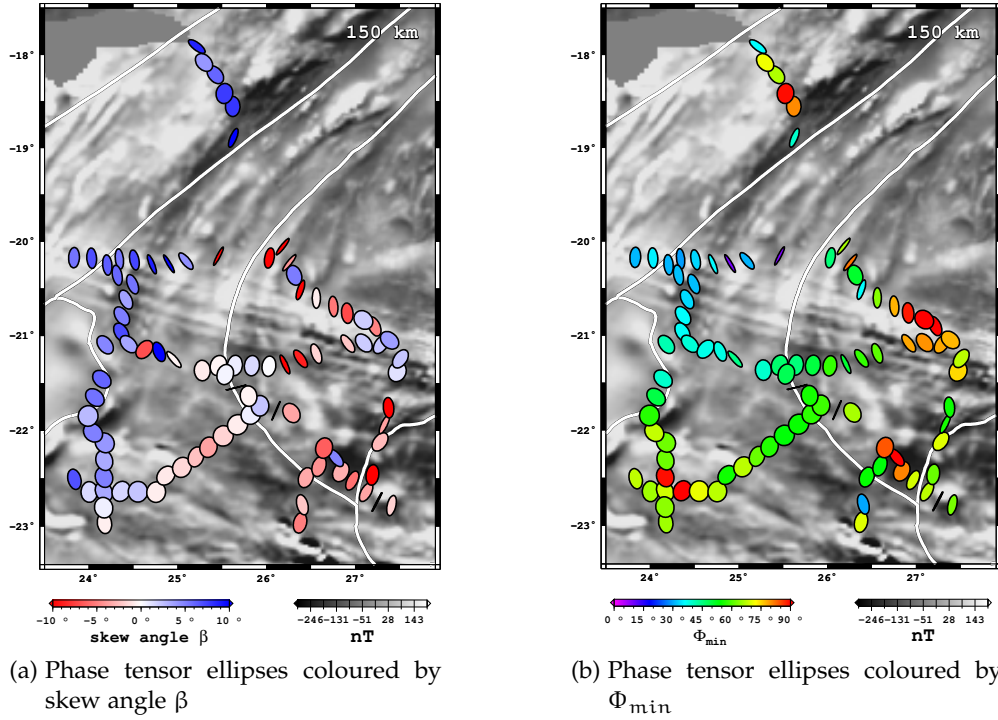 150 km
-18°
-19°
-20°
-21°
-22°
-23°
24° 25° 26° 27°
-10 ° -5 ° 0 ° 5 ° 10 °
skew angle β
-246 -131 -51 28 143
nT
(a) Phase tensor ellipses coloured by
skew angle β
150 km
-18°
-19°
-20°
-21°
-22°
-23°
24° 25° 26° 27°
0 ° 15 ° 30 ° 45 ° 60 ° 75 ° 90 °
Φmin
-246 -131 -51 28 143
nT
(b) Phase tensor ellipses coloured by
Φmin